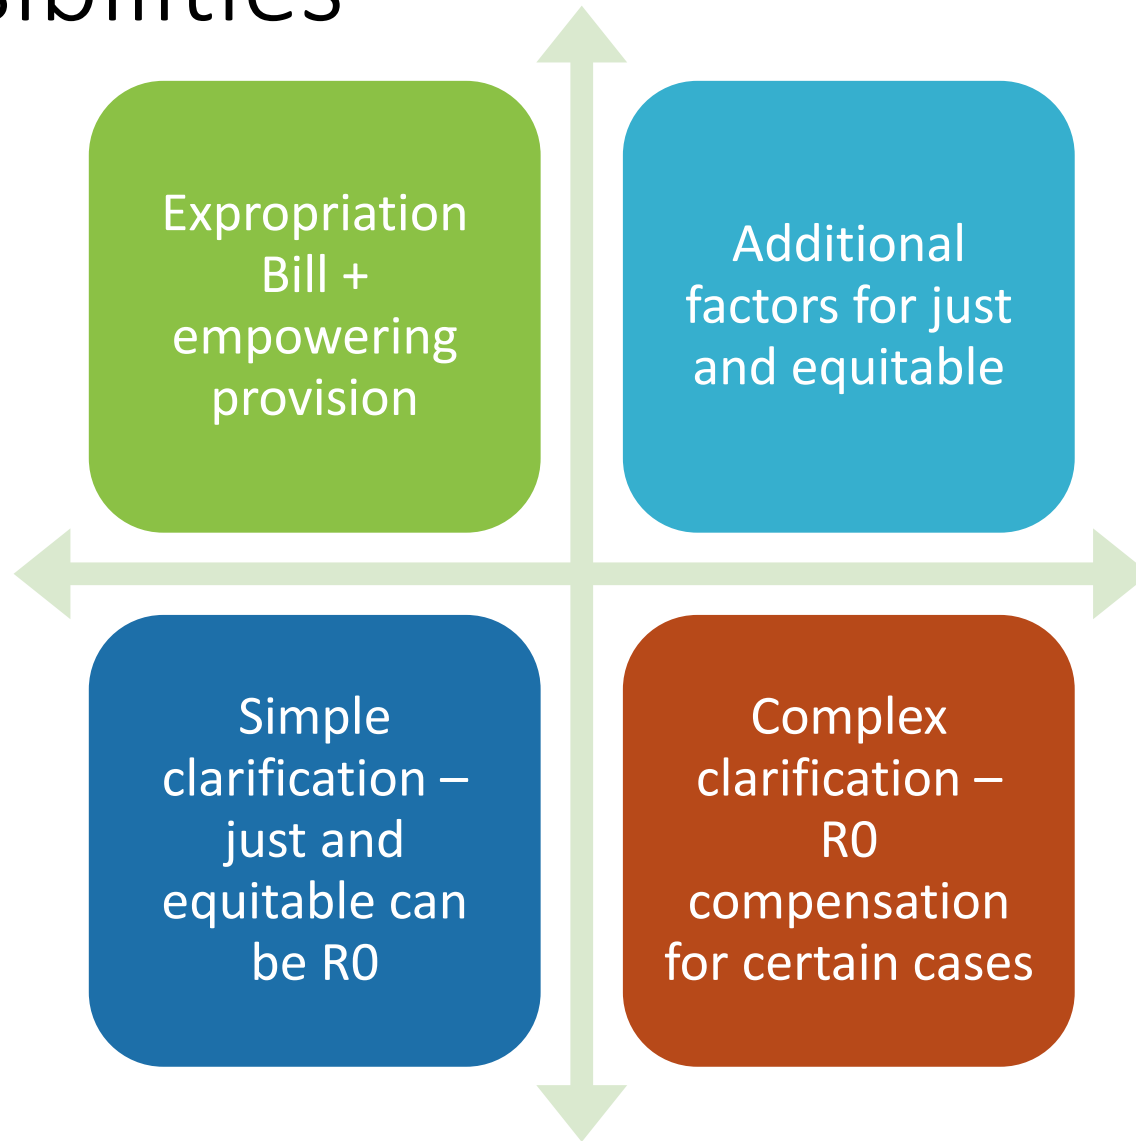 Expropriation
Bill +
empowering
provision
Additional
factors for just
and equitable
Simple
clarification –
just and
equitable can
be R0
Complex
clarification –
R0
compensation
for certain cases